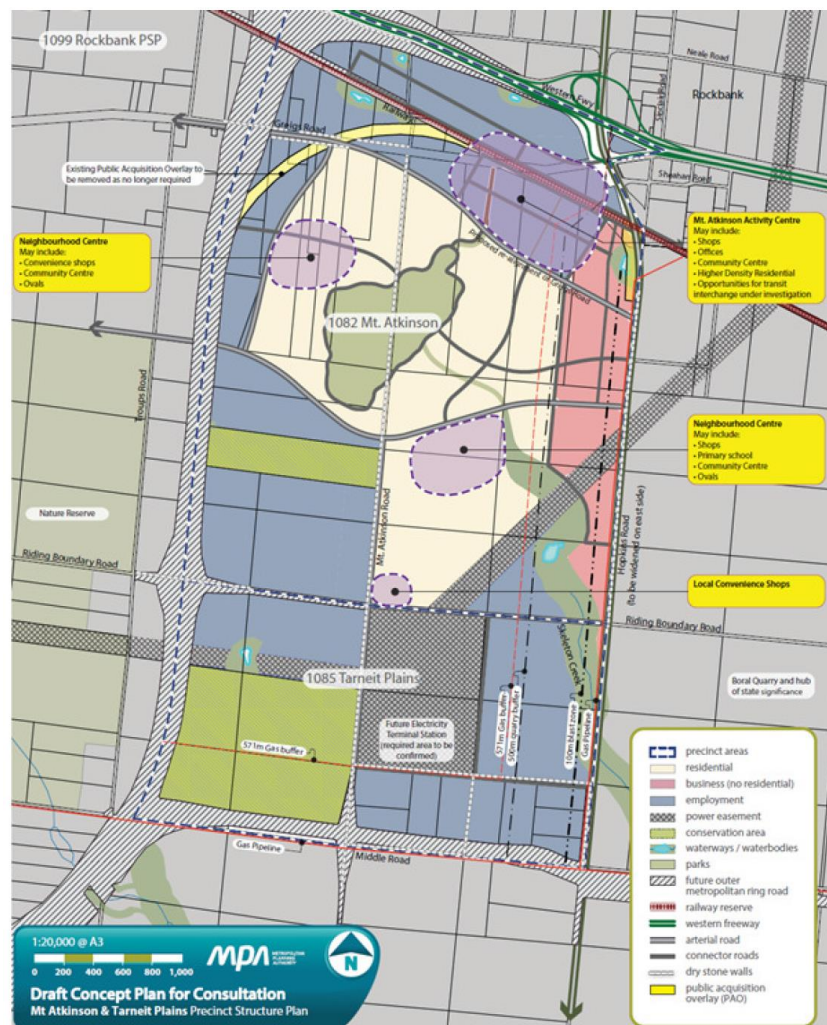 1099 Rockbank PSP
Neale Road
Rockbank
Western Fwy
Railway
Greigs Road
Sheahan Road
Existing Public Acquisition Overlay to
be removed as no longer required
Neighbourhood Centre
May include:
• Convenience shops
• Community Centre
• Ovals
Mt. Atkinson Activity Centre
May include:
• Shops
• Offices
• Community Centre
• Higher Density Residential
• Opportunities for transit
interchange under investigation
1082 Mt. Atkinson
Troups Road
Neighbourhood Centre
May include:
• Shops
• Primary school
• Community Centre
• Ovals
Mt. Atkinson Road
Nature Reserve
Hopkins Road
(to be widened on east side)
Riding Boundary Road
Local Convenience Shops
Riding Boundary Road
Skeleton Creek
1085 Tarneit Plains
Boral Quarry and hub
of state significance
571m Gas buffer
Future Electricity
Terminal Station
(required area to be
confirmed)
571m Gas buffer
500m quarry buffer
100m blast zone
Gas Pipeline
Gas Pipeline
Middle Road
precinct areas
residential
business (no residential)
employment
power easement
conservation area
waterways / waterbodies
parks
future outer
metropolitan ring road
railway reserve
western freeway
arterial road
connector roads
dry stone walls
public acquisition
overlay (PAO)
1:20,000 @ A3
0 200 400 600 800 1,000
MPA METROPOLITAN
PLANNING
AUTHORITY
N
Draft Concept Plan for Consultation
Mt Atkinson & Tarneit Plains Precinct Structure Plan